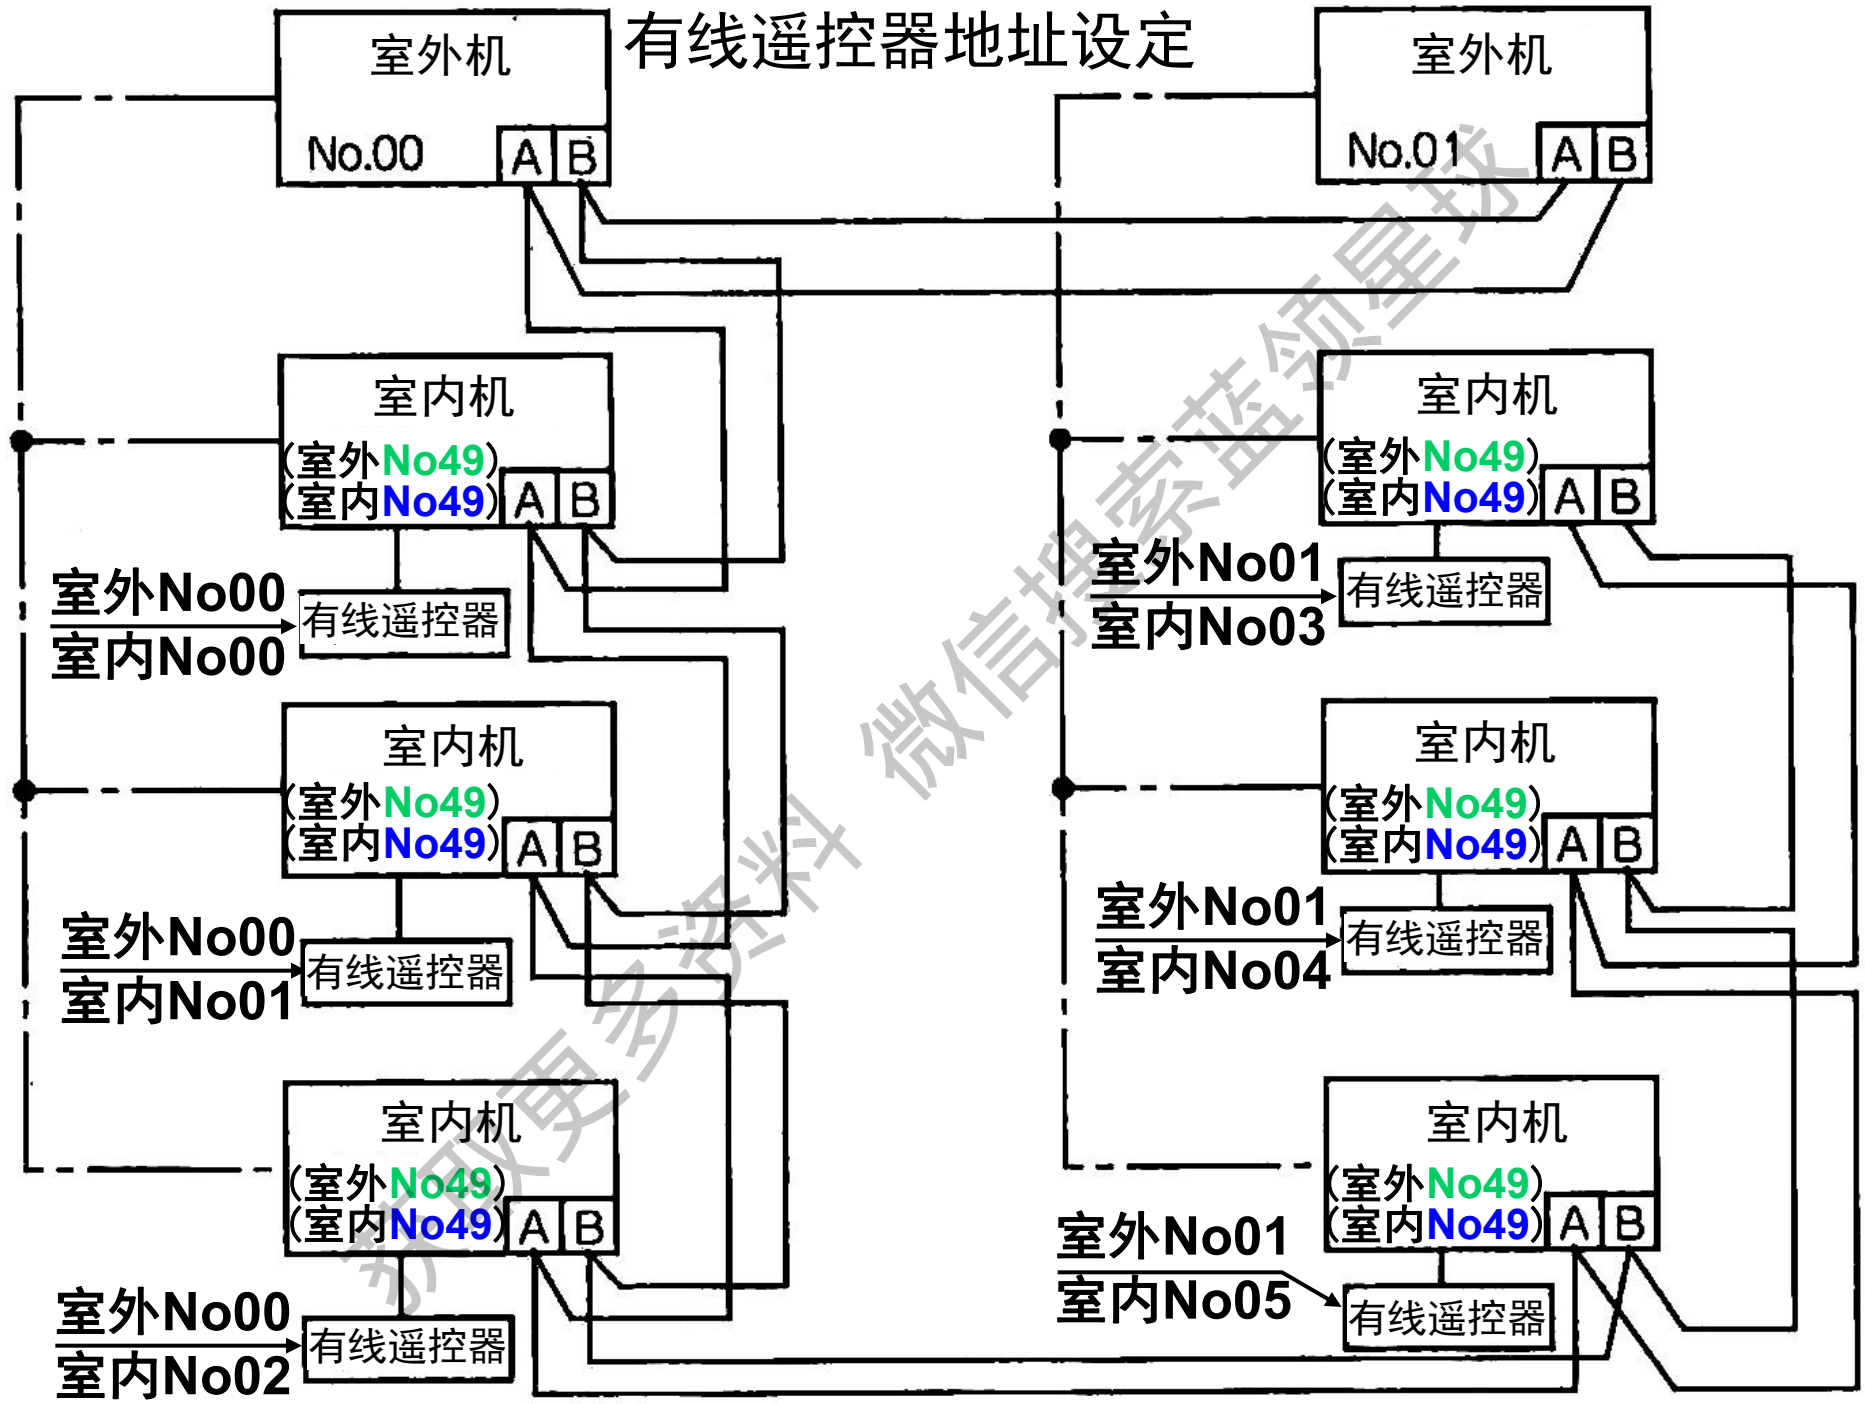 有线遥控器地址设定
室外机
No.00
A B
室外机
No.01
A B
室内机
(室外No49)
(室内No49)
A B
室外No00
室内No00
有线遥控器
室内机
(室外No49)
(室内No49)
A B
室外No01
室内No03
有线遥控器
室内机
(室外No49)
(室内No49)
A B
室外No00
室内No01
有线遥控器
室内机
(室外No49)
(室内No49)
A B
室外No01
室内No04
有线遥控器
室内机
(室外No49)
(室内No49)
A B
室外No00
室内No02
有线遥控器
室内机
(室外No49)
(室内No49)
A B
室外No01
室内No05
有线遥控器
获取更多资料 微信搜索蓝领星球